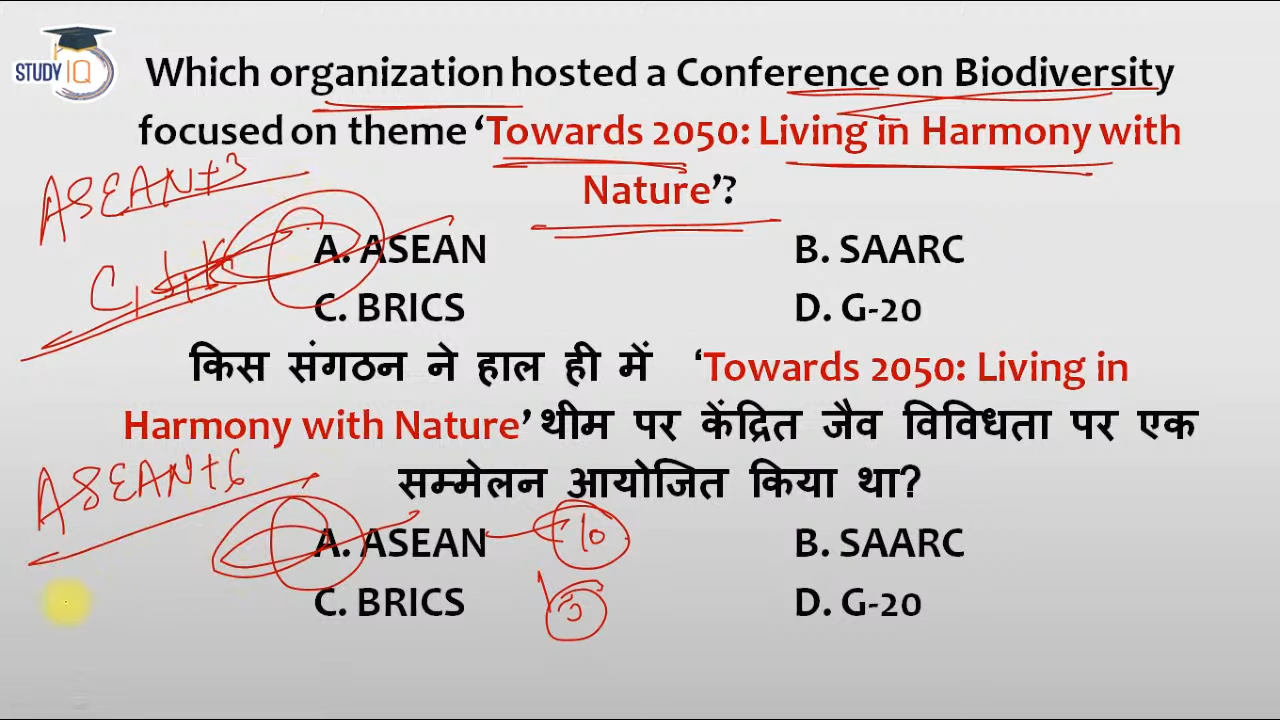 STUDY IQ
Which organization hosted a Conference on Biodiversity
focused on theme ‘Towards 2050: Living in Harmony with
Nature’?
ASEAN+3
C, J, K
A. ASEAN
B. SAARC
C. BRICS
D. G-20
किस संगठन ने हाल ही में ‘Towards 2050: Living in
Harmony with Nature’ थीम पर केंद्रित जैव विविधता पर एक
सम्मेलन आयोजित किया था?
ASEAN+6
A. ASEAN
10
B. SAARC
C. BRICS
5
D. G-20